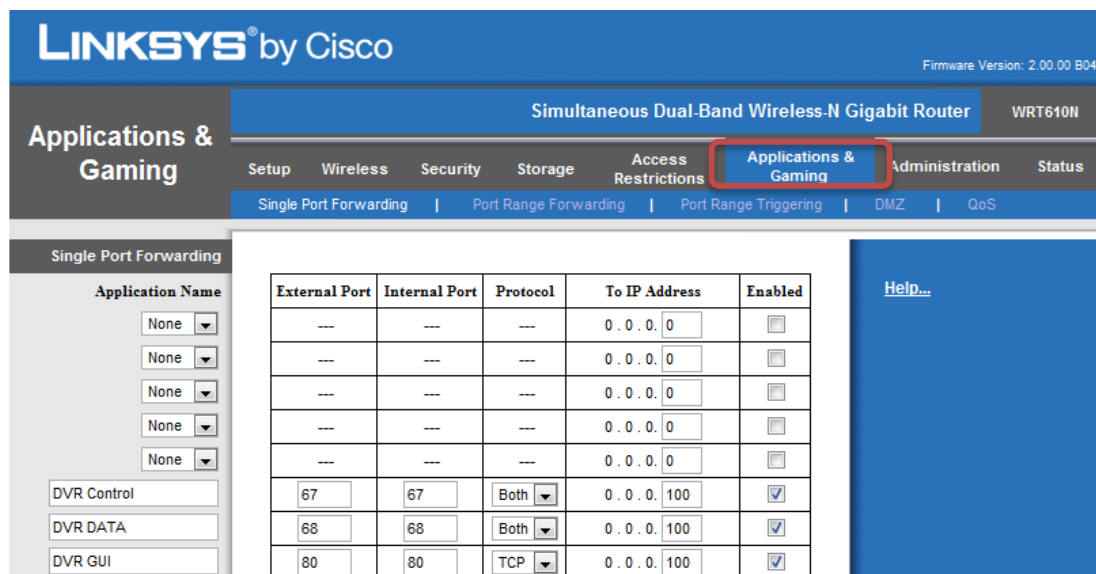 LINKSYS® by Cisco
Firmware Version: 2.00.00 B04
Simultaneous Dual-Band Wireless-N Gigabit Router WRT610N
Applications & Gaming
Setup Wireless Security Storage Access Restrictions Applications & Gaming Administration Status
Single Port Forwarding | Port Range Forwarding | Port Range Triggering | DMZ | QoS
Single Port Forwarding
Help...
Application Name External Port Internal Port Protocol To IP Address Enabled
None --- --- --- 0 . 0 . 0. 0
None --- --- --- 0 . 0 . 0. 0
None --- --- --- 0 . 0 . 0. 0
None --- --- --- 0 . 0 . 0. 0
None --- --- --- 0 . 0 . 0. 0
DVR Control 67 67 Both 0 . 0 . 0. 100
DVR DATA 68 68 Both 0 . 0 . 0. 100
DVR GUI 80 80 TCP 0 . 0 . 0. 100